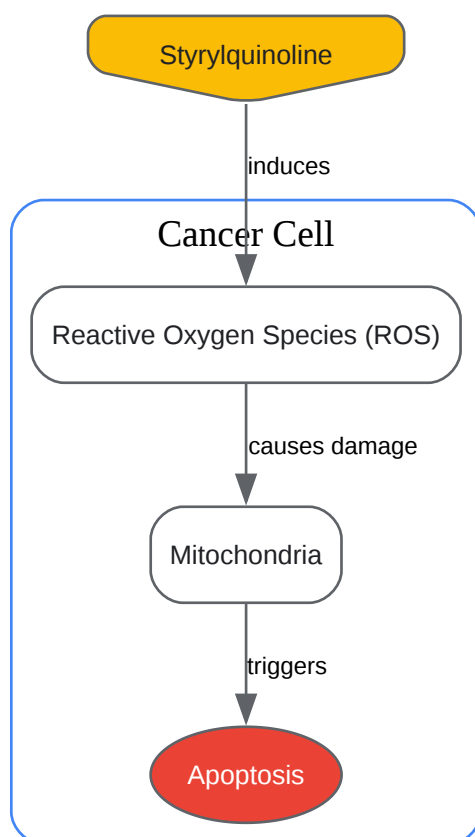 Styrylquinoline
induces
Cancer Cell
Reactive Oxygen Species (ROS)
causes damage
Mitochondria
triggers
Apoptosis